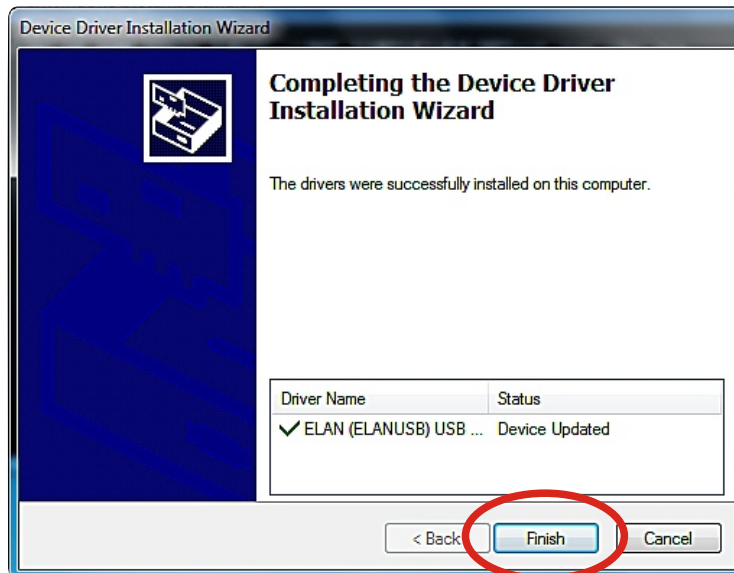 Device Driver Installation Wizard
Completing the Device Driver
Installation Wizard
The drivers were successfully installed on this computer.
Driver Name Status
ELAN (ELANUSB) USB ... Device Updated
< Back Finish Cancel